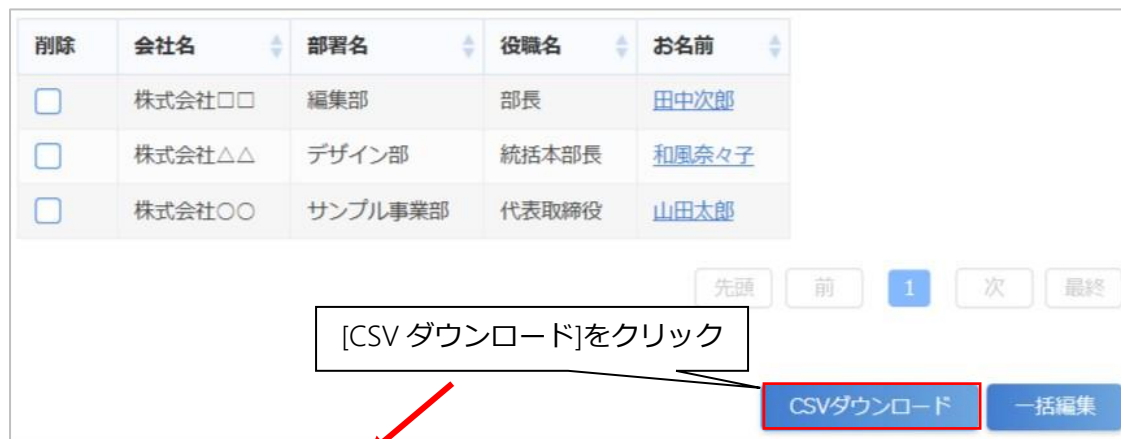 削除 会社名 部署名 役職名 お名前
株式会社□□ 編集部 部長 田中次郎
株式会社△△ デザイン部 統括本部長 和風奈々子
株式会社○○ サンプル事業部 代表取締役 山田太郎
先頭 前 1 次 最終
[CSV ダウンロード]をクリック
CSVダウンロード 一括編集